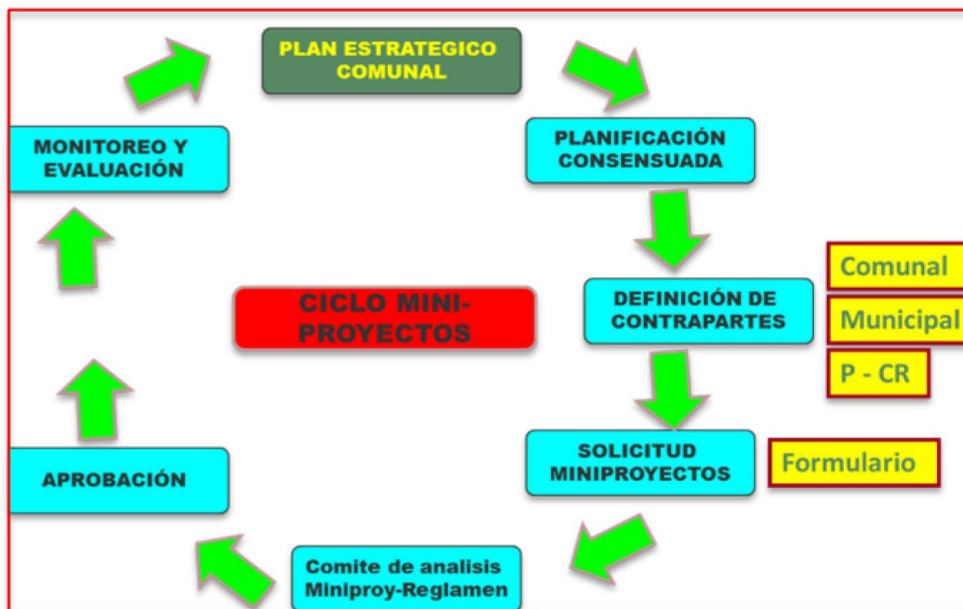 PLAN ESTRATEGICO
COMUNAL
PLANIFICACIÓN
CONSENSUADA
DEFINICIÓN DE
CONTRAPARTES
Comunal
Municipal
P - CR
SOLICITUD
MINIPROYECTOS
Formulario
Comite de analisis
Miniproy-Reglamen
APROBACIÓN
MONITOREO Y
EVALUACIÓN
CICLO MINI-
PROYECTOS